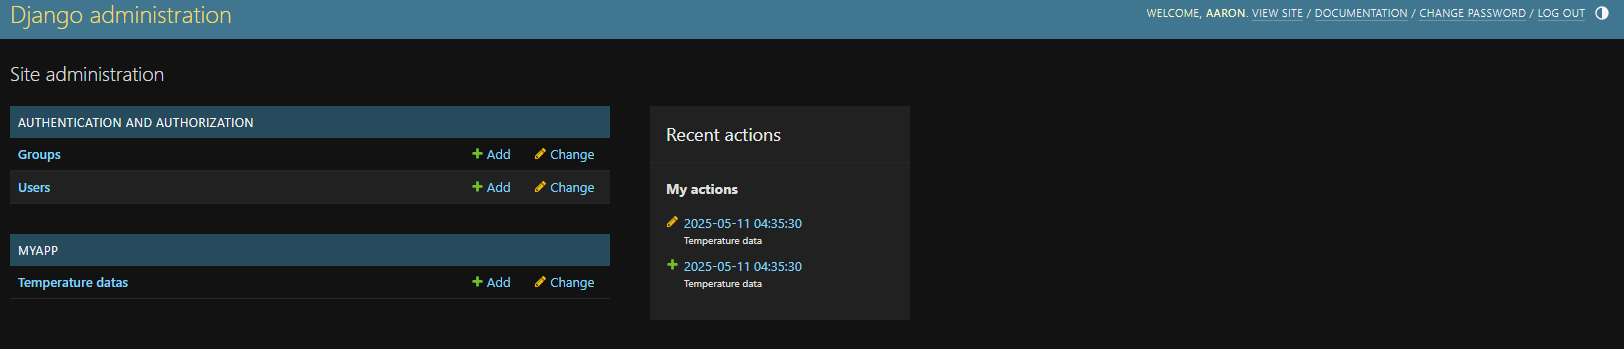 Django administration
WELCOME, AARON. VIEW SITE / DOCUMENTATION / CHANGE PASSWORD / LOG OUT
Site administration
AUTHENTICATION AND AUTHORIZATION
Groups Add Change
Users Add Change
MYAPP
Temperature datas Add Change
Recent actions
My actions
2025-05-11 04:35:30
Temperature data
2025-05-11 04:35:30
Temperature data